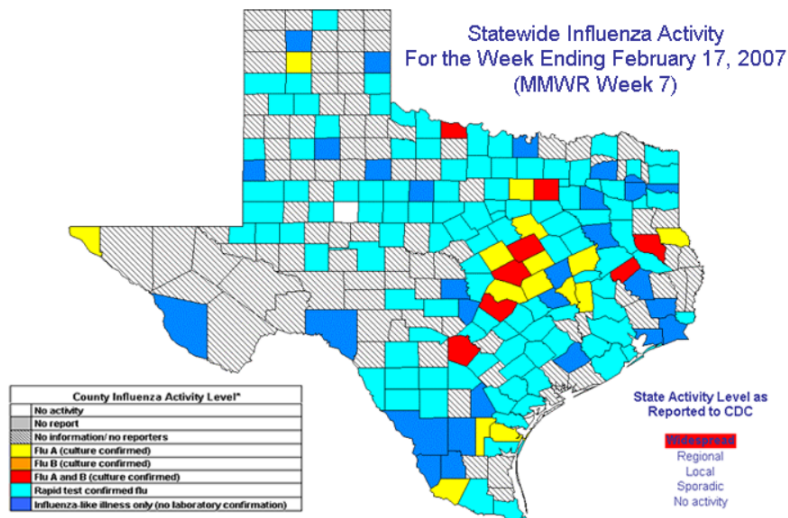 Statewide Influenza Activity
For the Week Ending February 17, 2007
(MMWR Week 7)
County Influenza Activity Level*
No activity
No report
No information/ no reporters
Flu A (culture confirmed)
Flu B (culture confirmed)
Flu A and B (culture confirmed)
Rapid test confirmed flu
Influenza-like illness only (no laboratory confirmation)
State Activity Level as
Reported to CDC
Widespread
Regional
Local
Sporadic
No activity